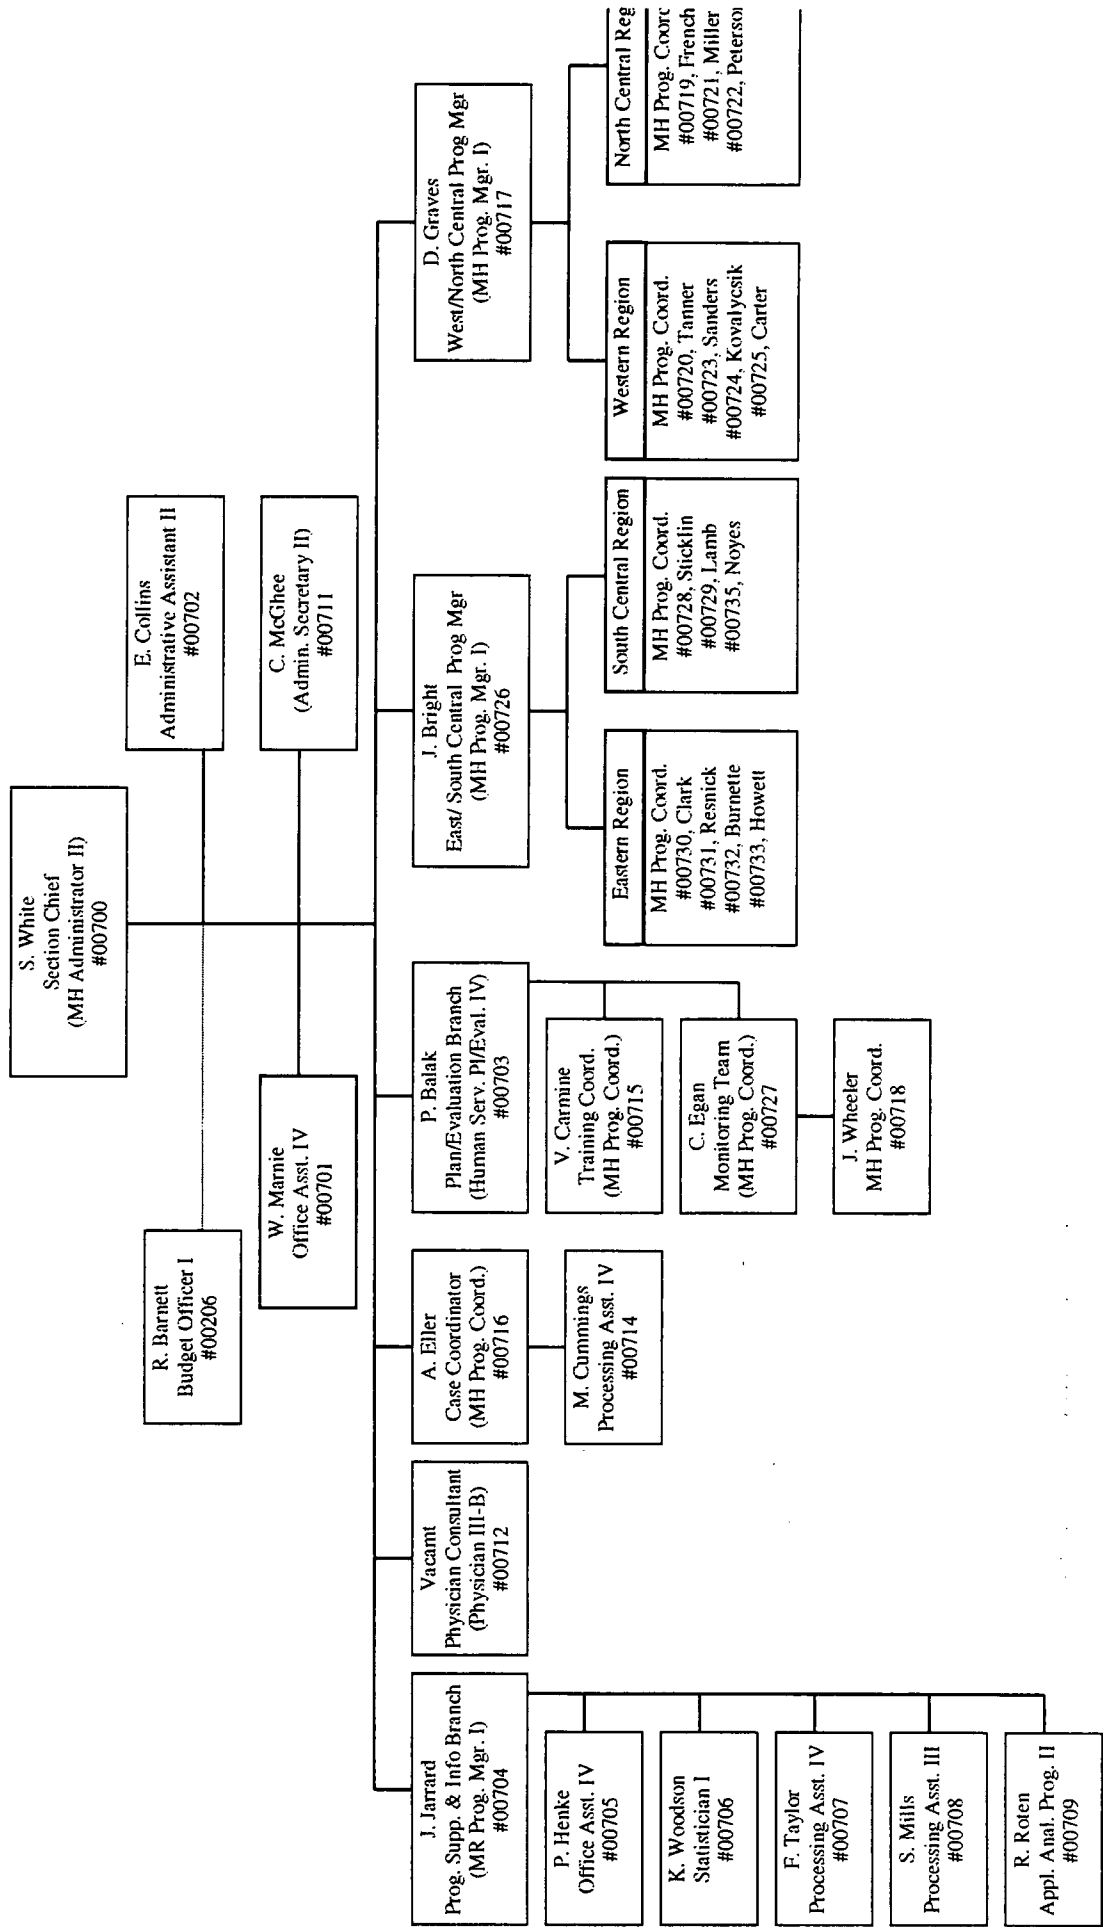 S. White
Section Chief
(MH Administrator II)
#00700
R. Barnett
Budget Officer I
#00206
E. Collins
Administrative Assistant II
#00702
W. Marnie
Office Asst. IV
#00701
C. McGhee
(Admin. Secretary II)
#00711
J. Jarrard
Prog. Supp. & Info Branch
(MR Prog. Mgr. I)
#00704
Vacamt
Physician Consultant
(Physician III-B)
#00712
A. Eller
Case Coordinator
(MH Prog. Coord.)
#00716
P. Balak
Plan/Evaluation Branch
(Human Serv. Pl/Eval. IV)
#00703
J. Bright
East/ South Central Prog Mgr
(MH Prog. Mgr. I)
#00726
D. Graves
West/North Central Prog Mgr
(MH Prog. Mgr. I)
#00717
P. Henke
Office Asst. IV
#00705
K. Woodson
Statistician I
#00706
F. Taylor
Processing Asst. IV
#00707
S. Mills
Processing Asst. III
#00708
R. Roten
Appl. Anal. Prog. II
#00709
M. Cummings
Processing Asst. IV
#00714
V. Carmine
Training Coord.
(MH Prog. Coord.)
#00715
C. Egan
Monitoring Team
(MH Prog. Coord.)
#00727
J. Wheeler
MH Prog. Coord.
#00718
Eastern Region
MH Prog. Coord.
#00730, Clark
#00731, Resnick
#00732, Burnette
#00733, Howett
South Central Region
MH Prog. Coord.
#00728, Sticklin
#00729, Lamb
#00735, Noyes
Western Region
MH Prog. Coord.
#00720, Tanner
#00723, Sanders
#00724, Kovalycsik
#00725, Carter
North Central Reg
MH Prog. Coorc
#00719, French
#00721, Miller
#00722, Peterso